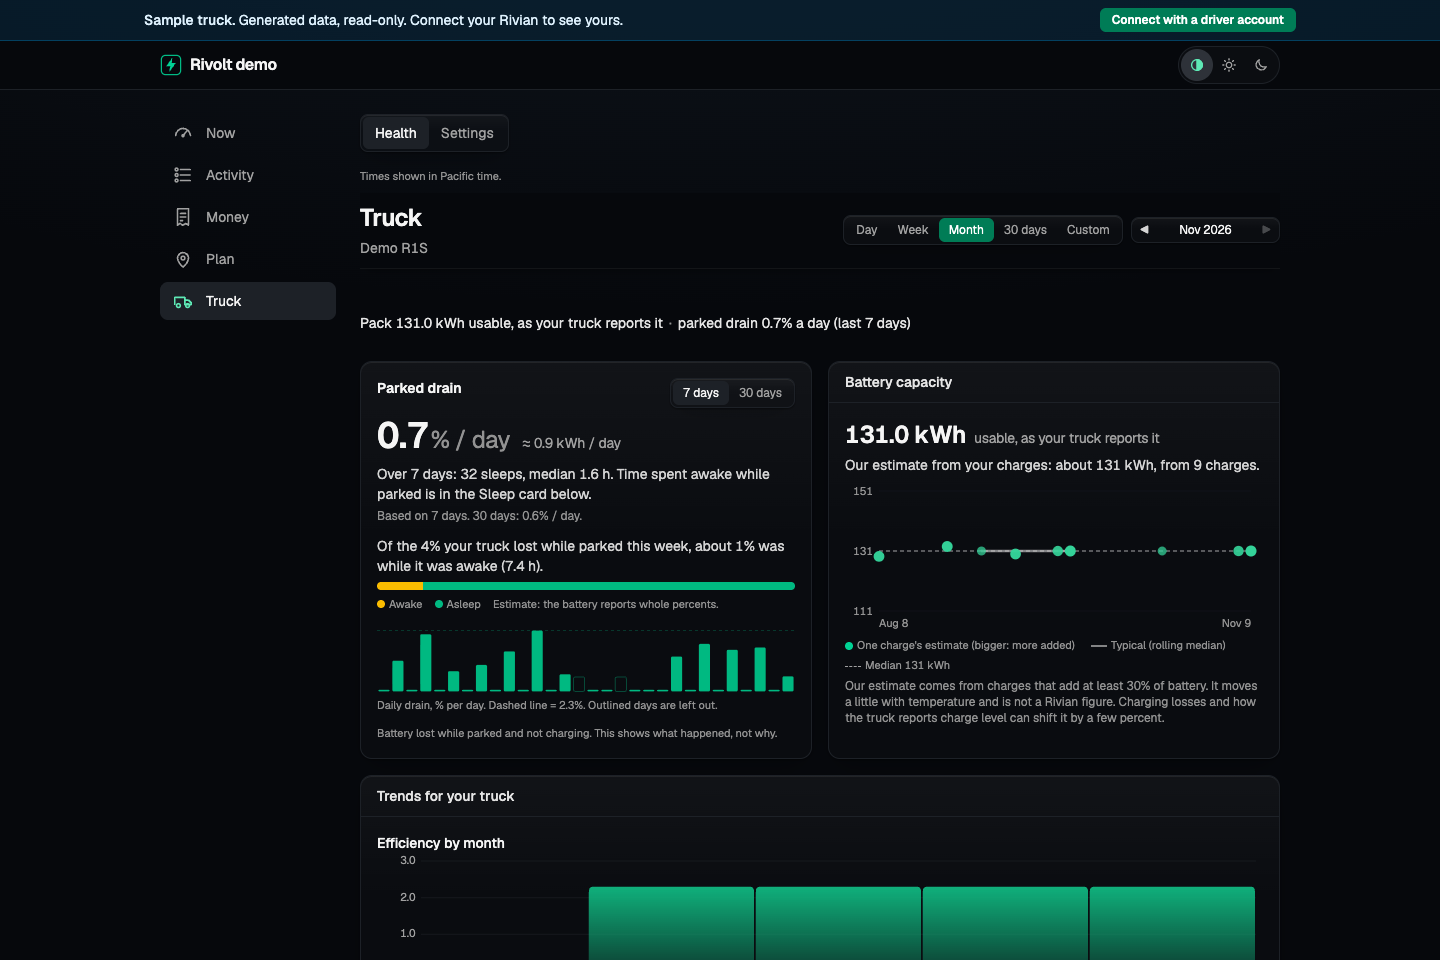 Sample truck. Generated data, read-only. Connect your Rivian to see yours.
Connect with a driver account
Rivolt demo
Now
Activity
Money
Plan
Truck
Health
Settings
Times shown in Pacific time.
Truck
Demo R1S
Day
Week
Month
30 days
Custom
◀ Nov 2026 ▶
Pack 131.0 kWh usable, as your truck reports it · parked drain 0.7% a day (last 7 days)
Parked drain
7 days
30 days
0.7% / day ≈ 0.9 kWh / day
Over 7 days: 32 sleeps, median 1.6 h. Time spent awake while
parked is in the Sleep card below.
Based on 7 days. 30 days: 0.6% / day.
Of the 4% your truck lost while parked this week, about 1% was
while it was awake (7.4 h).
Awake
Asleep
Estimate: the battery reports whole percents.
Daily drain, % per day. Dashed line = 2.3%. Outlined days are left out.
Battery lost while parked and not charging. This shows what happened, not why.
Battery capacity
131.0 kWh usable, as your truck reports it
Our estimate from your charges: about 131 kWh, from 9 charges.
151
131
111
Aug 8
Nov 9
One charge's estimate (bigger: more added)
Typical (rolling median)
Median 131 kWh
Our estimate comes from charges that add at least 30% of battery. It moves
a little with temperature and is not a Rivian figure. Charging losses and how
the truck reports charge level can shift it by a few percent.
Trends for your truck
Efficiency by month
3.0
2.0
1.0